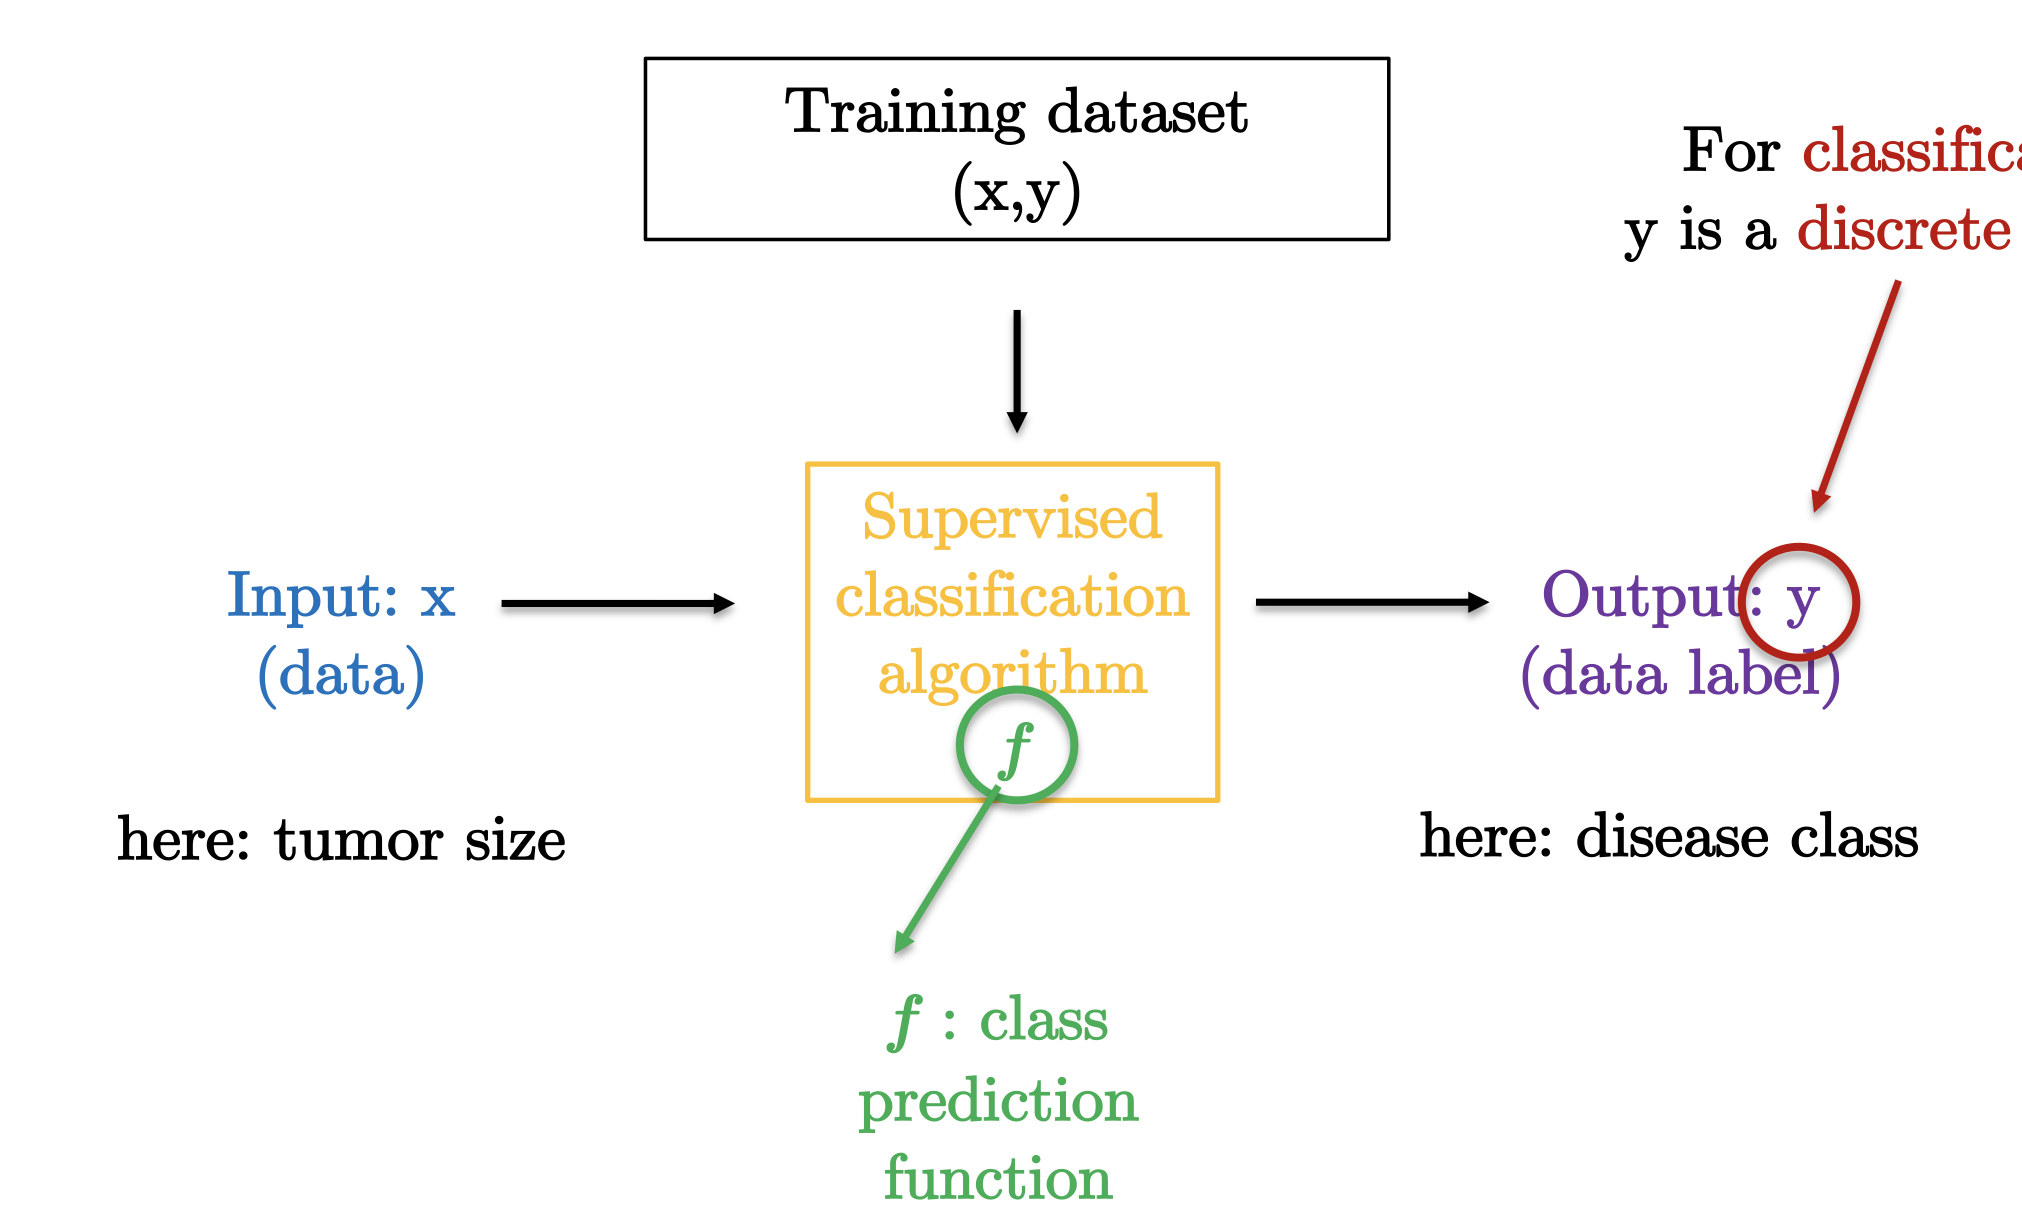 Training dataset
(x,y)
For
y is a discrete
Supervised
classification
algorithm
f
Input: x
(data)
Output: y
(data label)
here: tumor size
here: disease class
f : class
prediction
function